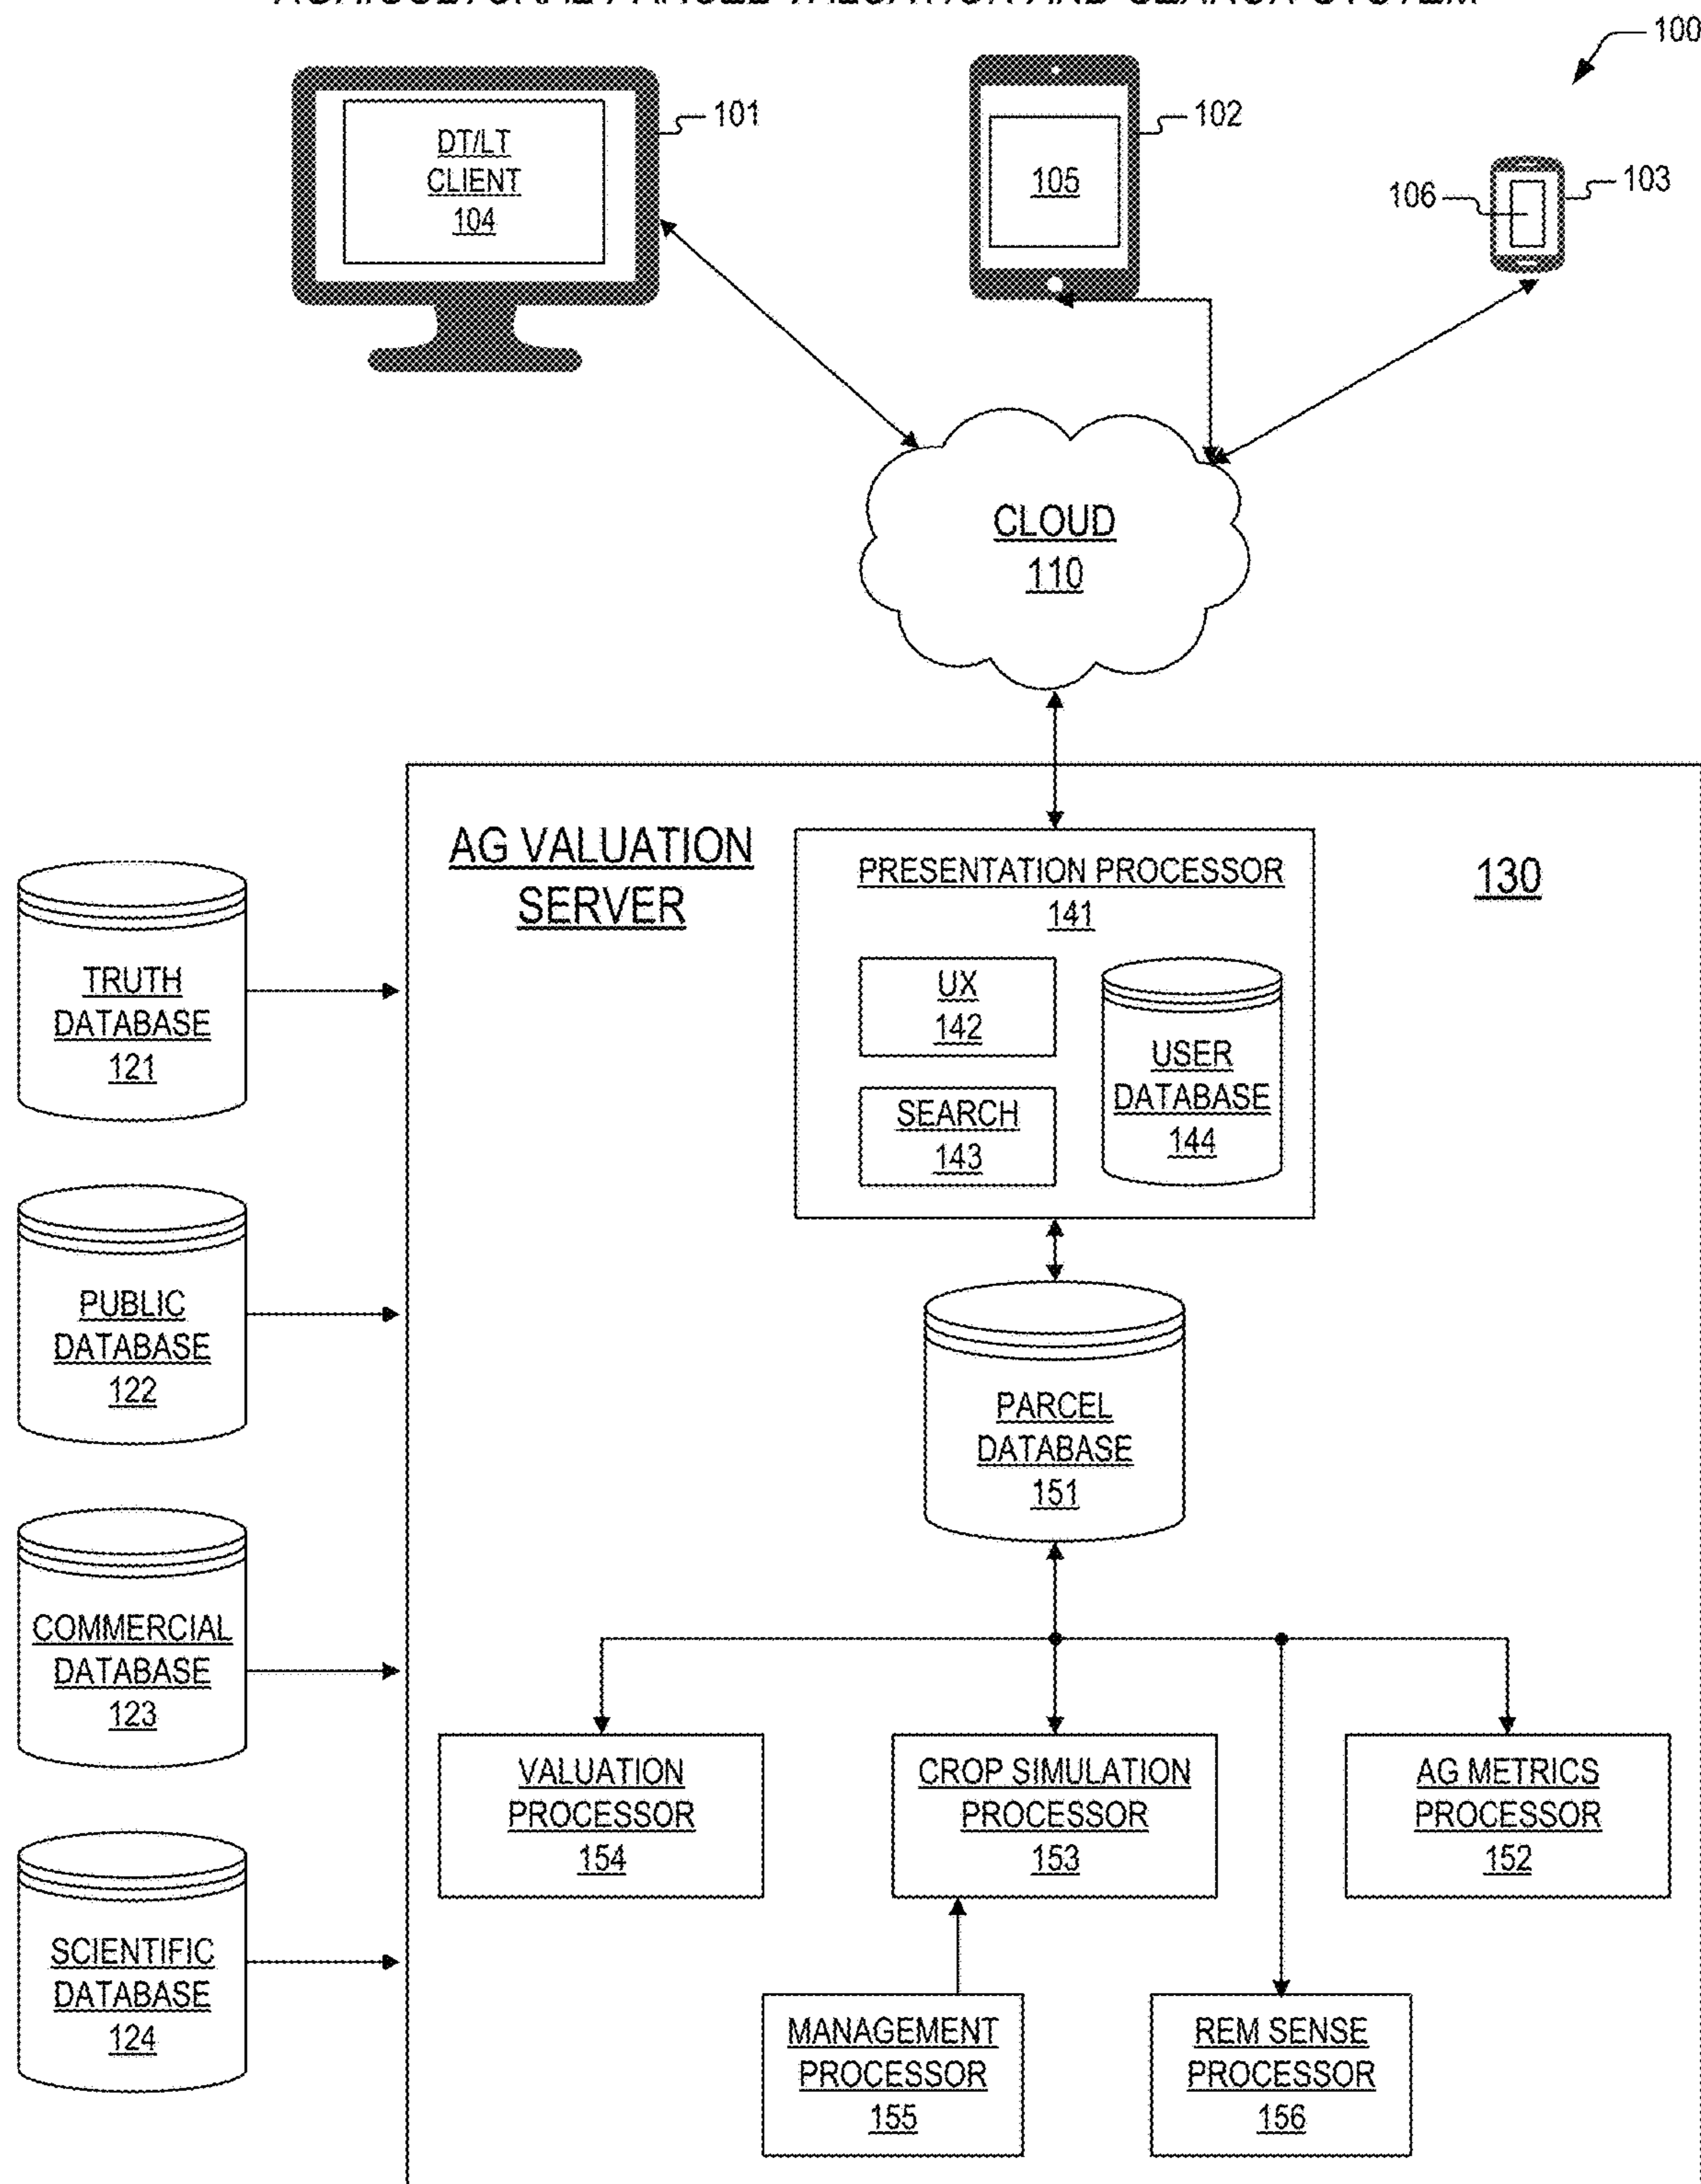 100
101
DT/LT
CLIENT
104
102
105
103
106
CLOUD
110
AG VALUATION
SERVER
130
PRESENTATION PROCESSOR
141
UX
142
SEARCH
143
USER
DATABASE
144
TRUTH
DATABASE
121
PUBLIC
DATABASE
122
COMMERCIAL
DATABASE
123
SCIENTIFIC
DATABASE
124
PARCEL
DATABASE
151
VALUATION
PROCESSOR
154
CROP SIMULATION
PROCESSOR
153
AG METRICS
PROCESSOR
152
MANAGEMENT
PROCESSOR
155
REM SENSE
PROCESSOR
156